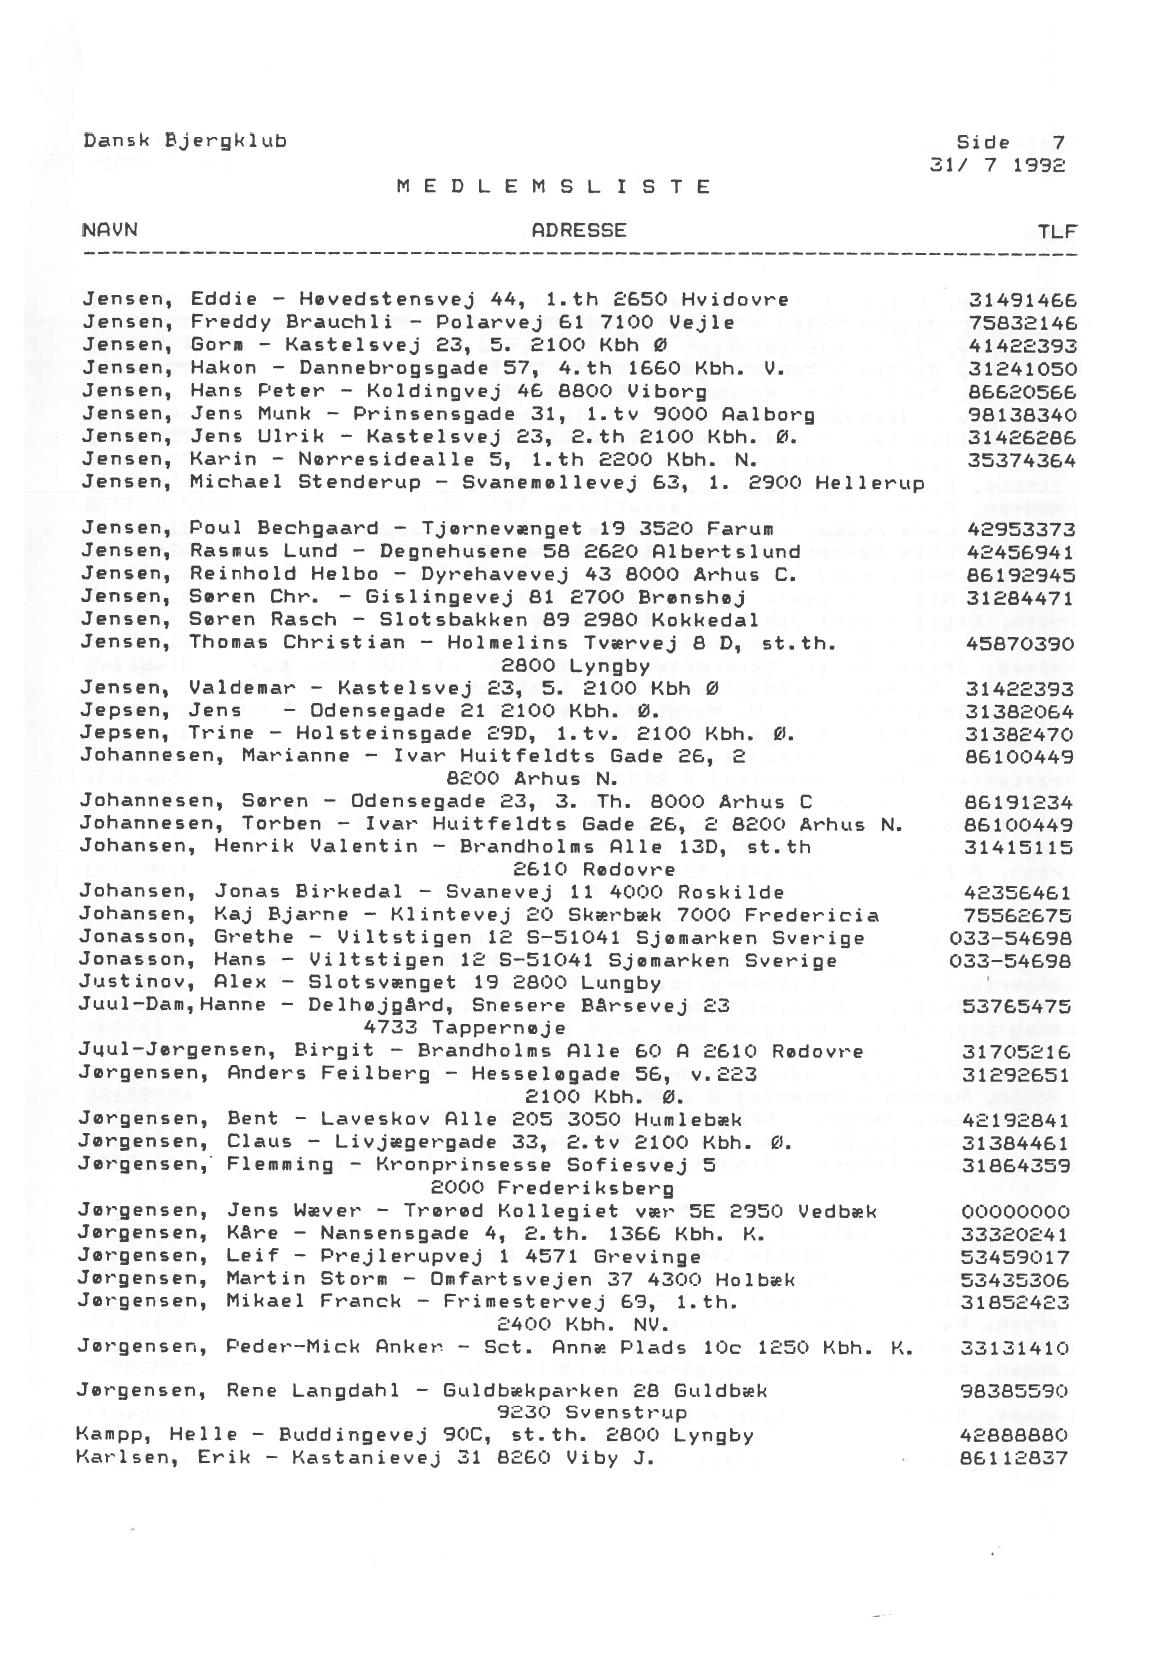 Dansk Bjergklub Side 7
31/ 7 1992
M E D L E M S L I S T E
NAVN ADRESSE TLF
--------------------------------------------------------------------------
Jensen, Eddie - Høvedstensvej 44, 1.th 2650 Hvidovre 31491466
Jensen, Freddy Brauchli - Polarvej 61 7100 Vejle 75832146
Jensen, Gorm - Kastelsvej 23, 5. 2100 Kbh Ø 41422393
Jensen, Hakon - Dannebrogsgade 57, 4.th 1660 Kbh. V. 31241050
Jensen, Hans Peter - Koldingvej 46 8800 Viborg 86620566
Jensen, Jens Munk - Prinsensgade 31, 1.tv 9000 Aalborg 98138340
Jensen, Jens Ulrik - Kastelsvej 23, 2.th 2100 Kbh. Ø. 31426286
Jensen, Karin - Nørresidealle 5, 1.th 2200 Kbh. N. 35374364
Jensen, Michael Stenderup - Svanemøllevej 63, 1. 2900 Hellerup
Jensen, Poul Bechgaard - Tjørnevænget 19 3520 Farum 42953373
Jensen, Rasmus Lund - Degnehusene 58 2620 Albertslund 42456941
Jensen, Reinhold Helbo - Dyrehavevej 43 8000 Arhus C. 86192945
Jensen, Søren Chr. - Gislingevej 81 2700 Brønshøj 31284471
Jensen, Søren Rasch - Slotsbakken 89 2980 Kokkedal
Jensen, Thomas Christian - Holmelins Tværvej 8 D, st.th. 45870390
2800 Lyngby
Jensen, Valdemar - Kastelsvej 23, 5. 2100 Kbh Ø 31422393
Jepsen, Jens - Odensegade 21 2100 Kbh. Ø. 31382064
Jepsen, Trine - Holsteinsgade 29D, 1.tv. 2100 Kbh. Ø. 31382470
Johannesen, Marianne - Ivar Huitfeldts Gade 26, 2 86100449
8200 Arhus N.
Johannesen, Søren - Odensegade 23, 3. Th. 8000 Arhus C 86191234
Johannesen, Torben - Ivar Huitfeldts Gade 26, 2 8200 Arhus N. 86100449
Johansen, Henrik Valentin - Brandholms Alle 13D, st.th 31415115
2610 Rødovre
Johansen, Jonas Birkedal - Svanevej 11 4000 Roskilde 42356461
Johansen, Kaj Bjarne - Klintevej 20 Skærbæk 7000 Fredericia 75562675
Jonasson, Grethe - Viltstigen 12 S-51041 Sjømarken Sverige 033-54698
Jonasson, Hans - Viltstigen 12 S-51041 Sjømarken Sverige 033-54698
Justinov, Alex - Slotsvænget 19 2800 Lungby
Juul-Dam,Hanne - Delhøjgård, Snesere Bårsevej 23 53765475
4733 Tappernøje
Juul-Jørgensen, Birgit - Brandholms Alle 60 A 2610 Rødovre 31705216
Jørgensen, Anders Feilberg - Hesseløgade 56, v.223 31292651
2100 Kbh. Ø.
Jørgensen, Bent - Laveskov Alle 205 3050 Humlebæk 42192841
Jørgensen, Claus - Livjægergade 33, 2.tv 2100 Kbh. Ø. 31384461
Jørgensen, Flemming - Kronprinsesse Sofiesvej 5 31864359
2000 Frederiksberg
Jørgensen, Jens Wæver - Trørød Kollegiet vær 5E 2950 Vedbæk 00000000
Jørgensen, Kåre - Nansensgade 4, 2.th. 1366 Kbh. K. 33320241
Jørgensen, Leif - Prejlerupvej 1 4571 Grevinge 53459017
Jørgensen, Martin Storm - Omfartsvejen 37 4300 Holbæk 53435306
Jørgensen, Mikael Franck - Frimestervej 69, 1.th. 31852423
2400 Kbh. NV.
Jørgensen, Peder-Mick Anker - Sct. Annæ Plads 10c 1250 Kbh. K. 33131410
Jørgensen, Rene Langdahl - Guldbækparken 28 Guldbæk 98385590
9230 Svenstrup
Kampp, Helle - Buddingevej 90C, st.th. 2800 Lyngby 42888880
Karlsen, Erik - Kastanievej 31 8260 Viby J. 86112837